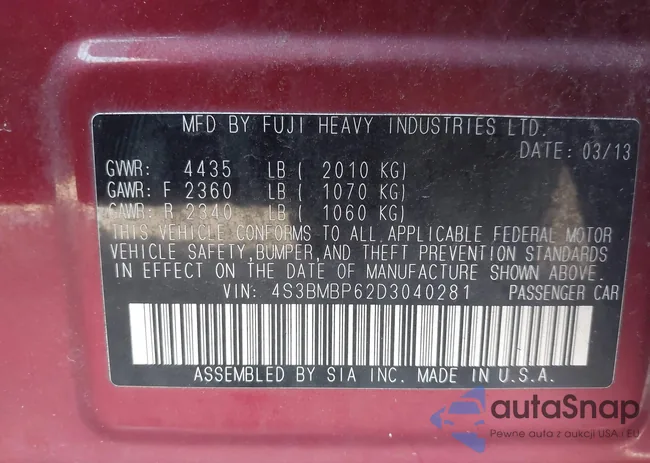 MFD BY FUJI HEAVY INDUSTRIES LTD.
DATE: 03/13
GVWR: 4435 LB ( 2010 KG)
GAWR: F 2360 LB ( 1070 KG)
GAWR: R 2340 LB ( 1060 KG)
THIS VEHICLE CONFORMS TO ALL APPLICABLE FEDERAL MOTOR
VEHICLE SAFETY, BUMPER, AND THEFT PREVENTION STANDARDS
IN EFFECT ON THE DATE OF MANUFACTURE SHOWN ABOVE.
VIN: 4S3BMBP62D3040281 PASSENGER CAR
ASSEMBLED BY SIA INC. MADE IN U.S.A.
autaSnap
Pewne auta z aukcji USA i EU